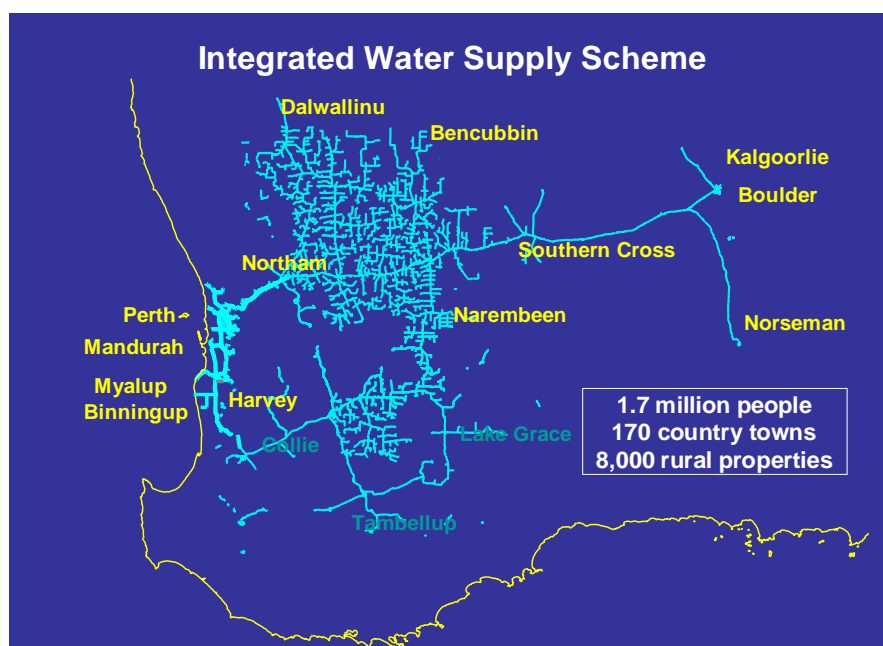 Integrated Water Supply Scheme
Dalwallinu
Bencubbin
Kalgoorlie
Boulder
Southern Cross
Northam
Perth
Narembeen
Norseman
Mandurah
Myalup
Binningup
Harvey
1.7 million people
170 country towns
8,000 rural properties
Collie
Lake Grace
Tambellup